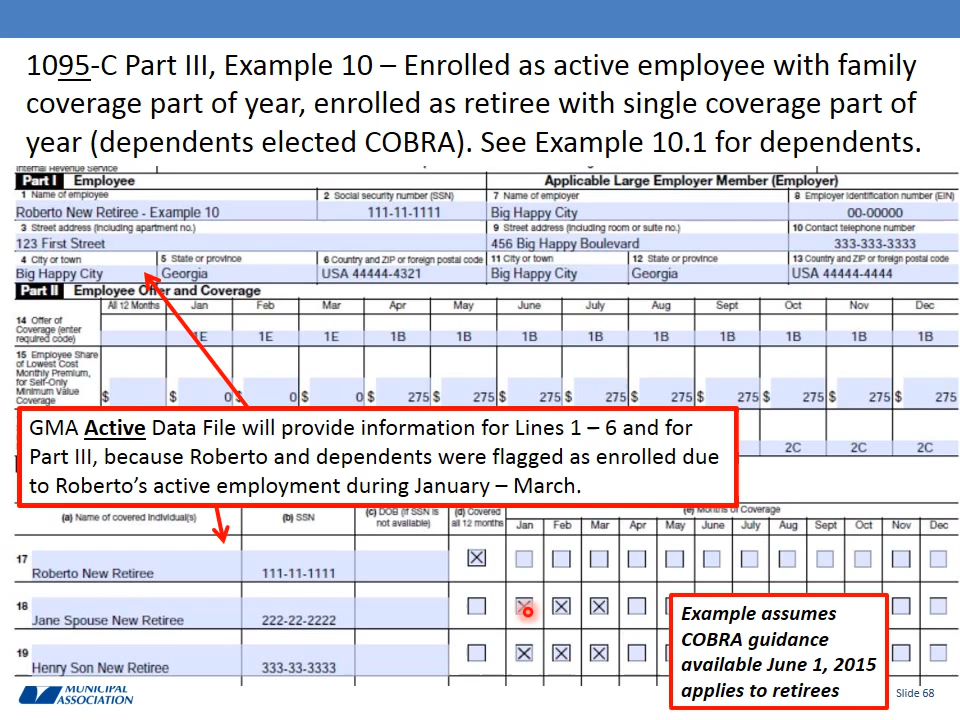 1095-C Part III, Example 10 – Enrolled as active employee with family
coverage part of year, enrolled as retiree with single coverage part of
year (dependents elected COBRA). See Example 10.1 for dependents.
Internal Revenue Service
Part I Employee
Applicable Large Employer Member (Employer)
1 Name of employee
2 Social security number (SSN)
7 Name of employer
8 Employer identification number (EIN)
Roberto New Retiree - Example 10
111-11-1111
Big Happy City
00-00000
3 Street address (including apartment no.)
9 Street address (including room or suite no.)
10 Contact telephone number
123 First Street
456 Big Happy Boulevard
333-333-3333
4 City or town
5 State or province
6 Country and ZIP or foreign postal code
11 City or town
12 State or province
13 Country and ZIP or foreign postal code
Big Happy City
Georgia
USA 44444-4321
Big Happy City
Georgia
USA 44444-4444
Part II Employee Offer and Coverage
All 12 Months Jan Feb Mar Apr May June July Aug Sept Oct Nov Dec
14 Offer of
Coverage (enter
required code)
1E 1E 1E 1B 1B 1B 1B 1B 1B 1B 1B 1B
15 Employee Share
of Lowest Cost
Monthly Premium,
for Self-Only
Minimum Value
Coverage
$ $ 0 $ 0 $ 0 $ 275 $ 275 $ 275 $ 275 $ 275 $ 275 $ 275 $ 275 $ 275
2C 2C 2C
GMA Active Data File will provide information for Lines 1 – 6 and for
Part III, because Roberto and dependents were flagged as enrolled due
to Roberto's active employment during January – March.
(a) Name of covered individual(s)
(b) SSN
(c) DOB (If SSN is
not available)
(d) Covered
all 12 months
(e) Months of Coverage
Jan Feb Mar Apr May June July Aug Sept Oct Nov Dec
17
Roberto New Retiree
111-11-1111
18
Jane Spouse New Retiree
222-22-2222
19
Henry Son New Retiree
333-33-3333
Example assumes
COBRA guidance
available June 1, 2015
applies to retirees
MUNICIPAL
ASSOCIATION
Slide 68